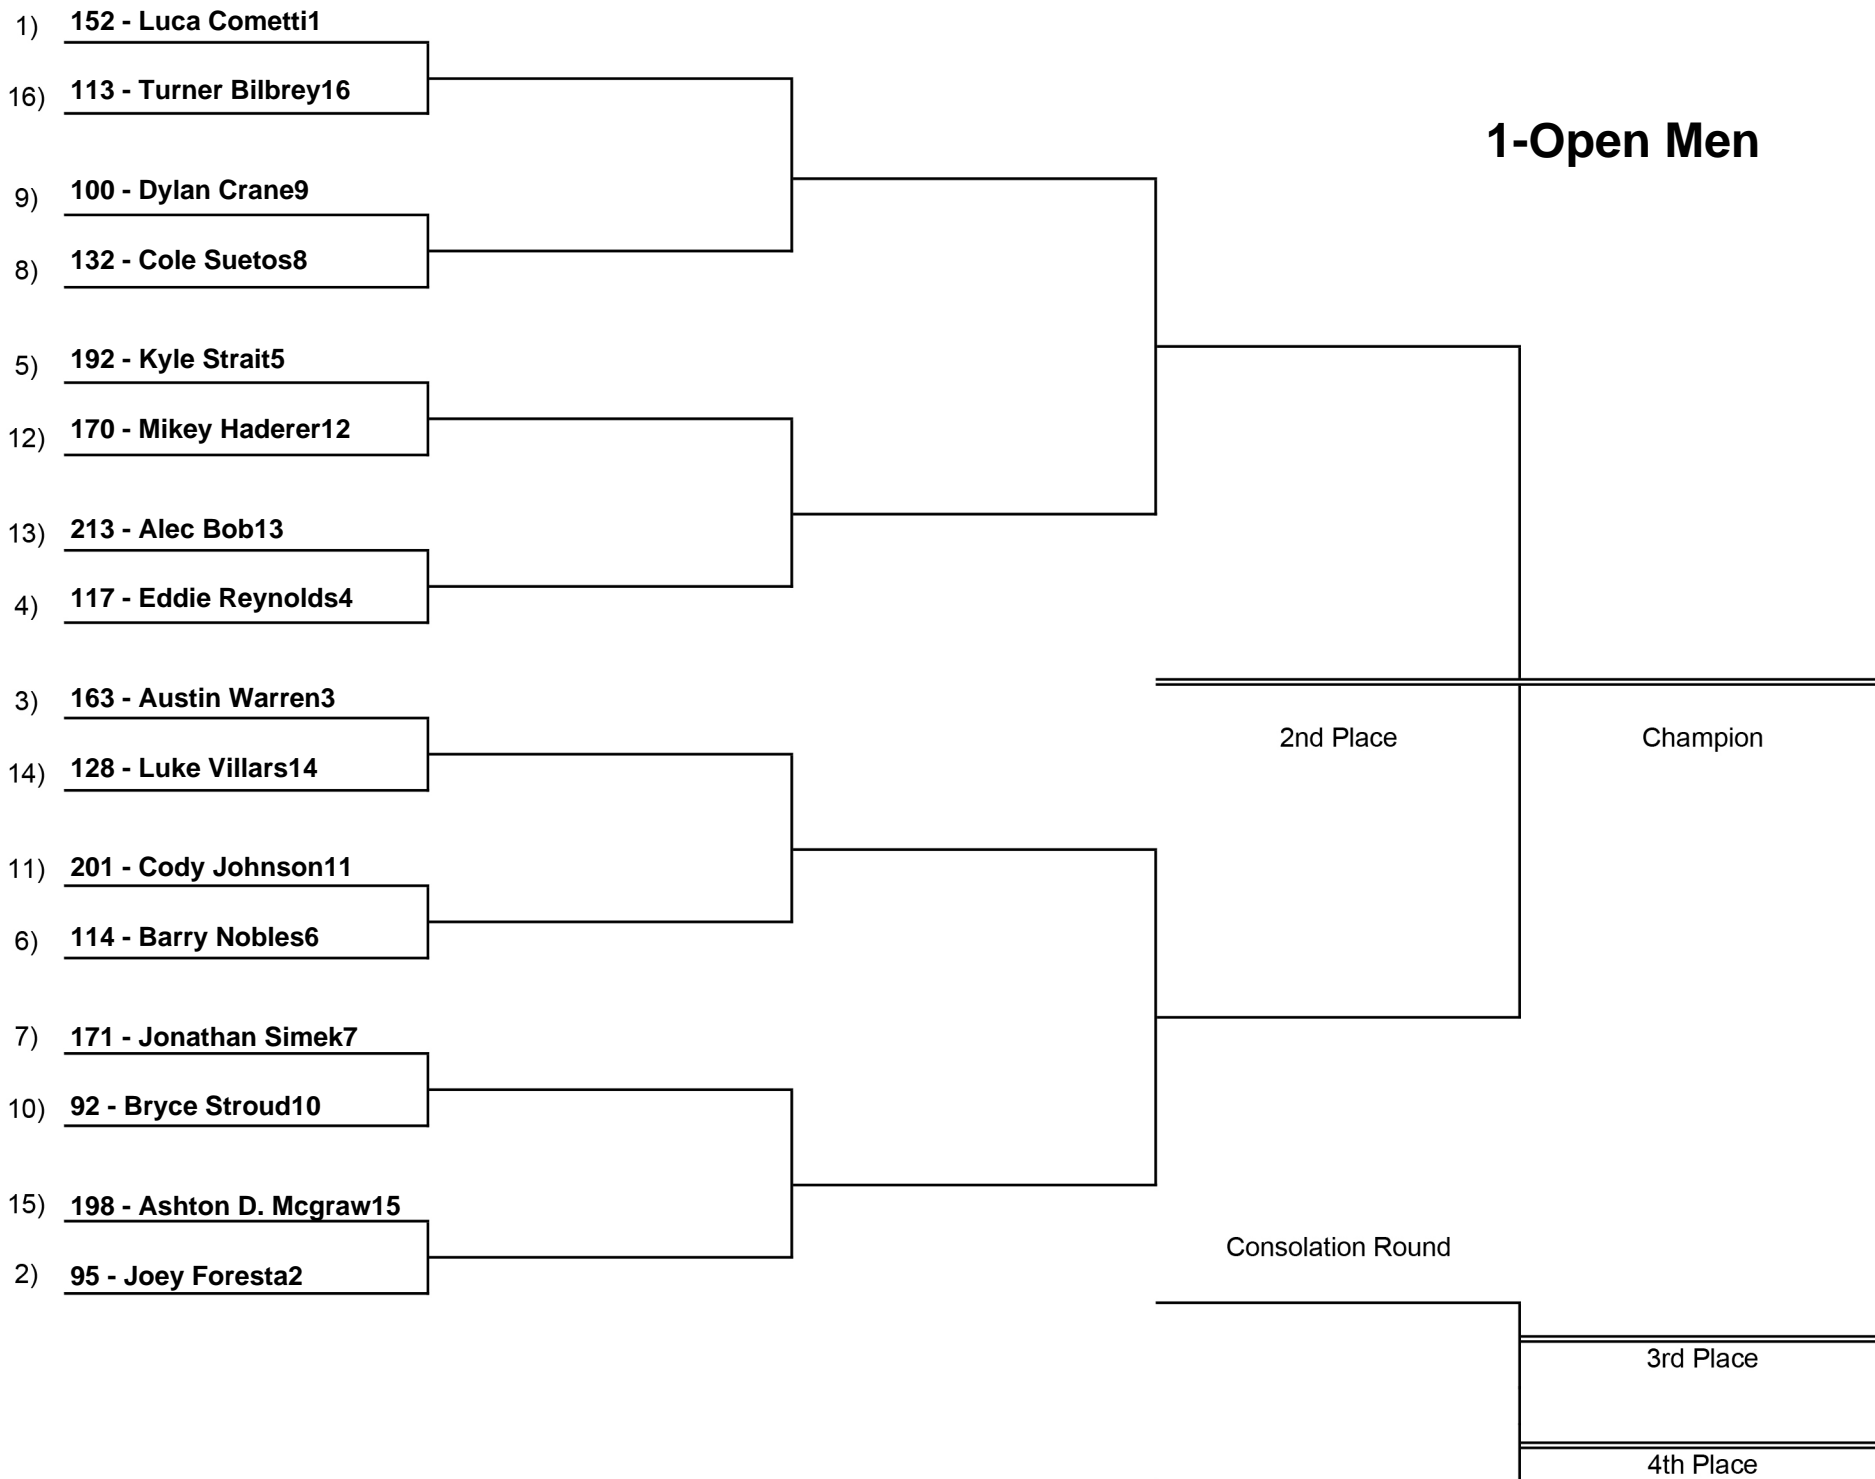 1) 152 - Luca Cometti1
16) 113 - Turner Bilbrey16
1-Open Men
9) 100 - Dylan Crane9
8) 132 - Cole Suetos8
5) 192 - Kyle Strait5
12) 170 - Mikey Haderer12
13) 213 - Alec Bob13
4) 117 - Eddie Reynolds4
3) 163 - Austin Warren3
2nd Place Champion
14) 128 - Luke Villars14
11) 201 - Cody Johnson11
6) 114 - Barry Nobles6
7) 171 - Jonathan Simek7
10) 92 - Bryce Stroud10
15) 198 - Ashton D. Mcgraw15
Consolation Round
2) 95 - Joey Foresta2
3rd Place
4th Place